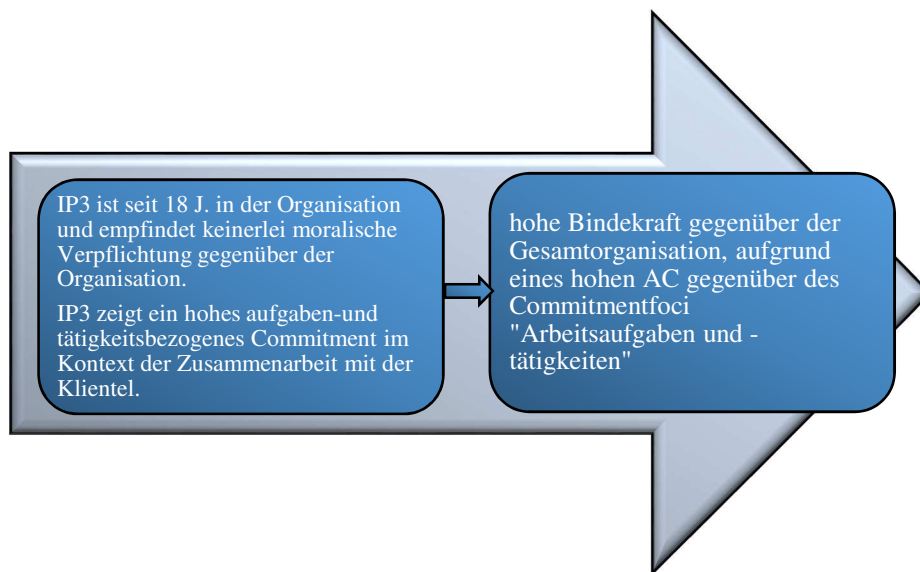 IP3 ist seit 18 J. in der Organisation
und empfindet keinerlei moralische
Verpflichtung gegenüber der
Organisation.
IP3 zeigt ein hohes aufgaben-und
tätigkeitsbezogenes Commitment im
Kontext der Zusammenarbeit mit der
Klientel.
hohe Bindekraft gegenüber der
Gesamtorganisation, aufgrund
eines hohen AC gegenüber des
Commitmentfoci
"Arbeitsaufgaben und -
tätigkeiten"